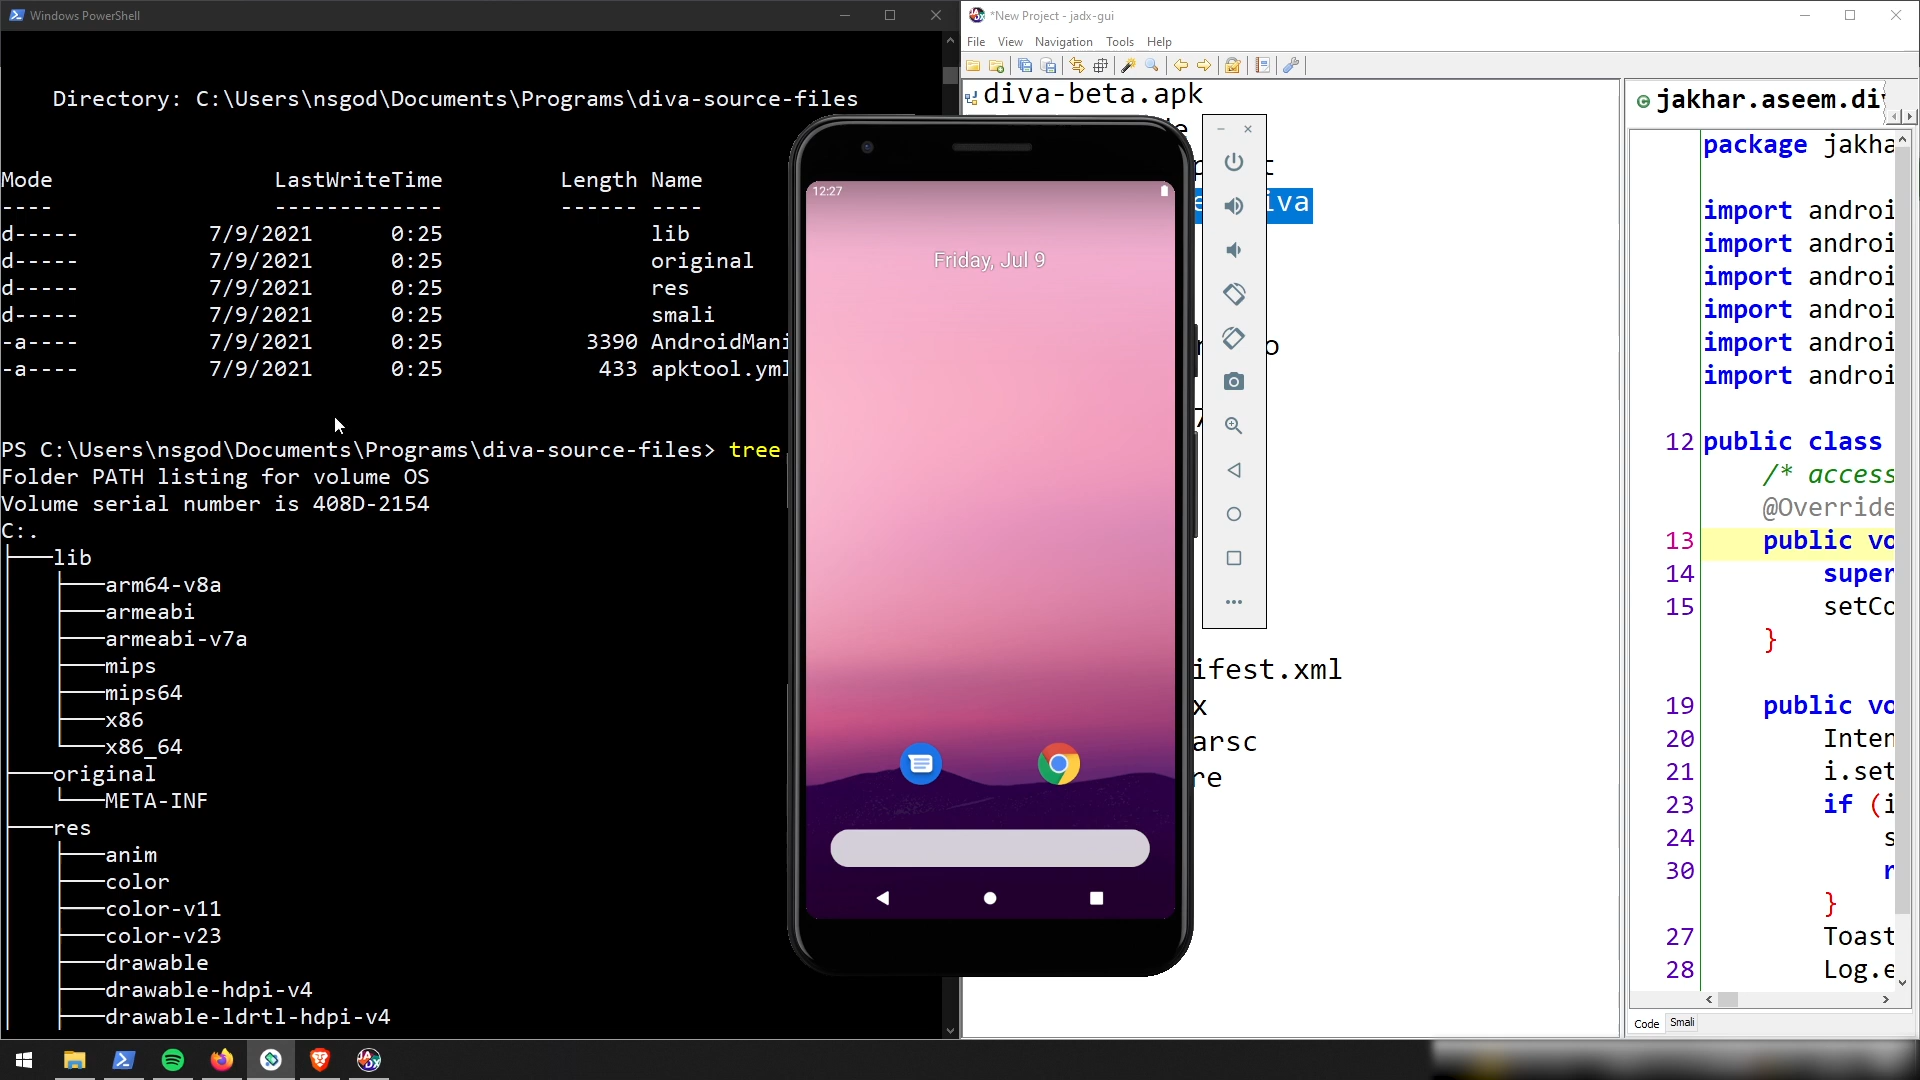 Windows PowerShell
Directory: C:\Users\nsgod\Documents\Programs\diva-source-files
Mode LastWriteTime Length Name
---- ------------- ------ ----
d----- 7/9/2021 0:25 lib
d----- 7/9/2021 0:25 original
d----- 7/9/2021 0:25 res
d----- 7/9/2021 0:25 smali
-a---- 7/9/2021 0:25 3390 AndroidMani
-a---- 7/9/2021 0:25 433 apktool.yml
PS C:\Users\nsgod\Documents\Programs\diva-source-files> tree
Folder PATH listing for volume OS
Volume serial number is 408D-2154
C:.
├───lib
│   ├───arm64-v8a
│   ├───armeabi
│   ├───armeabi-v7a
│   ├───mips
│   ├───mips64
│   ├───x86
│   └───x86_64
├───original
│   └───META-INF
├───res
│   ├───anim
│   ├───color
│   ├───color-v11
│   ├───color-v23
│   ├───drawable
│   ├───drawable-hdpi-v4
│   ├───drawable-ldrtl-hdpi-v4
12:27
Friday, Jul 9
*New Project - jadx-gui
File View Navigation Tools Help
diva-beta.apk
iva
ifest.xml
x
arsc
re
jakhar.aseem.di
package jakha
import androi
import androi
import androi
import androi
import androi
import androi
12 public class
/* access
@Override
13 public vo
14 super
15 setCo
}
19 public vo
20 Inten
21 i.set
23 if (i
24 s
30 r
}
27 Toast
28 Log.e
Code Smali